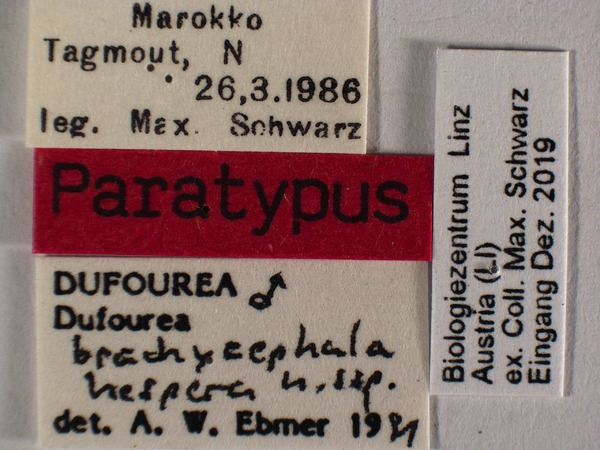 Marokko
Tagmout, N
26,3.1986
leg. Max. Schwarz
Paratypus
DUFOUREA ♂
Dufourea
brachycephala
hespera n.ssp.
det. A. W. Ebmer 19
Biologiezentrum Linz
Austria (LI)
ex. Coll. Max. Schwarz
Eingang Dez. 2019